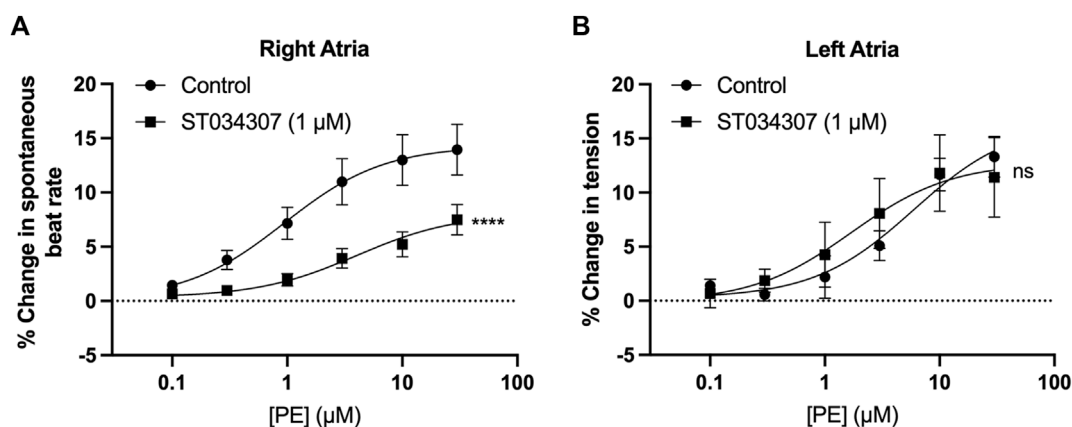 A
Right Atria
Control
ST034307 (1 µM)
% Change in spontaneous
beat rate
20
15
10
5
0
-5
****
0.1
1
10
100
[PE] (µM)
B
Left Atria
Control
ST034307 (1 µM)
% Change in tension
20
15
10
5
0
-5
ns
0.1
1
10
100
[PE] (µM)